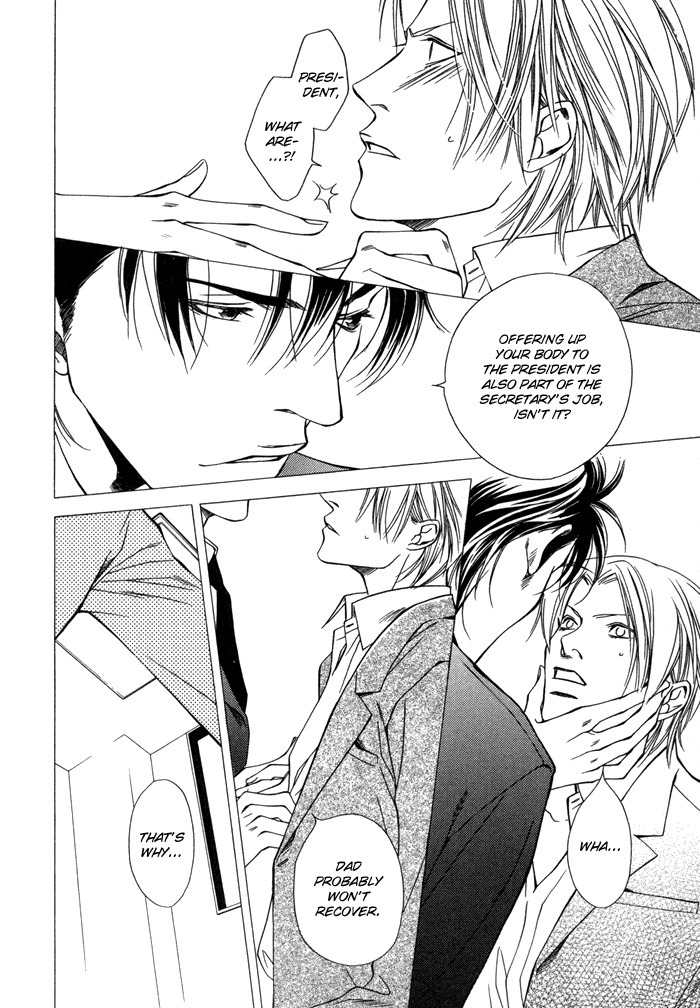 PRESI-
DENT,
WHAT
ARE-
...?!
OFFERING UP
YOUR BODY TO
THE PRESIDENT IS
ALSO PART OF THE
SECRETARY'S JOB,
ISN'T IT?
THAT'S
WHY...
DAD
PROBABLY
WON'T
RECOVER.
WHA...